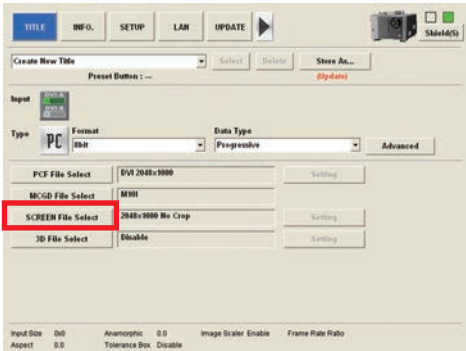 TITLE INFO. SETUP LAN UPDATE Shield(S)
Create New Title Select Delete Store As...
Preset Button : --- (Update)
Input DVI-A
DVI-B
Type PC Format Data Type
8bit Progressive Advanced
PCF File Select DVI 2048x1080 Setting
MCGD File Select M101
SCREEN File Select 2048x1080 No Crop Setting
3D File Select Disable Setting
Input Size 0x0 Anamorphic 0.0 Image Scaler Enable Frame Rate Ratio
Aspect 0.0 Tolerance Box Disable